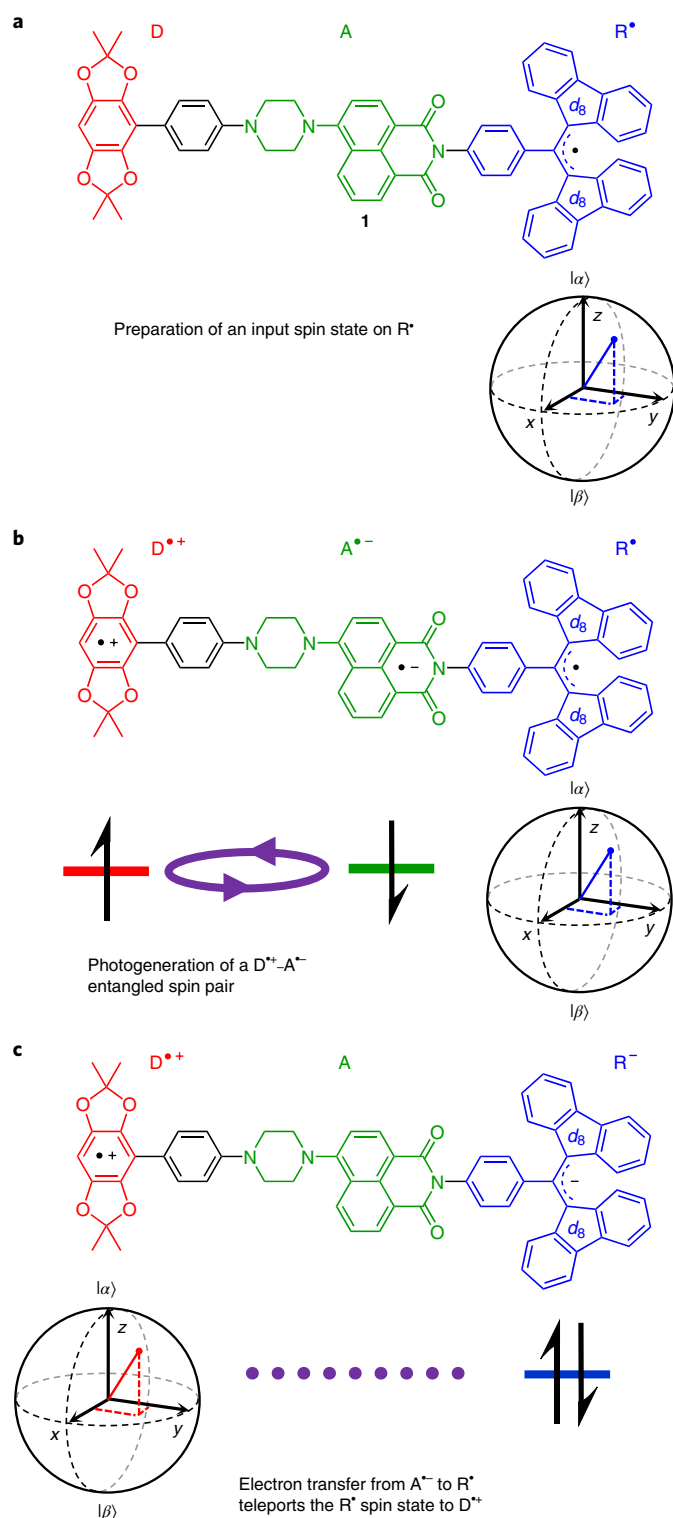 a
D A R•
O O O O N N O N O d8 d8 •
1
Preparation of an input spin state on R•
|α⟩
z
x y
|β⟩
b
D•+ A•− R•
O O O O •+ N N O N O •− d8 d8 •
|α⟩
z
x y
|β⟩
Photogeneration of a D•+–A•−
entangled spin pair
c
D•+ A R−
O O O O •+ N N O N O d8 d8 −
|α⟩
z
x y
|β⟩
Electron transfer from A•− to R•
teleports the R• spin state to D•+